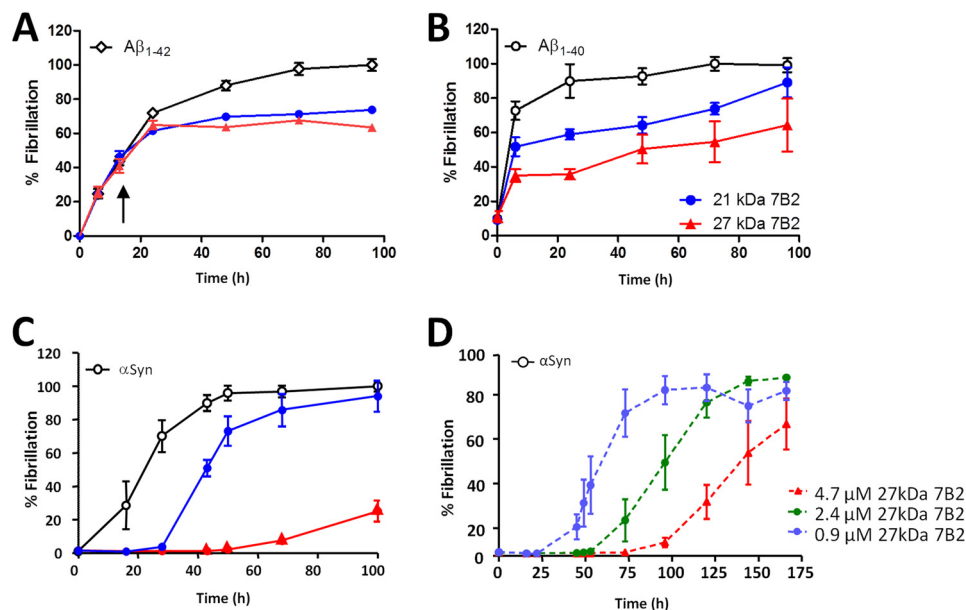 A
Aβ1-42
% Fibrillation
120
100
80
60
40
20
0
0 20 40 60 80 100
Time (h)
B
Aβ1-40
% Fibrillation
120
100
80
60
40
20
0
21 kDa 7B2
27 kDa 7B2
0 20 40 60 80 100
Time (h)
C
αSyn
% Fibrillation
120
100
80
60
40
20
0
0 20 40 60 80 100
Time (h)
D
αSyn
% Fibrillation
100
80
60
40
20
0
0 25 50 75 100 125 150 175
Time (h)
4.7 μM 27kDa 7B2
2.4 μM 27kDa 7B2
0.9 μM 27kDa 7B2